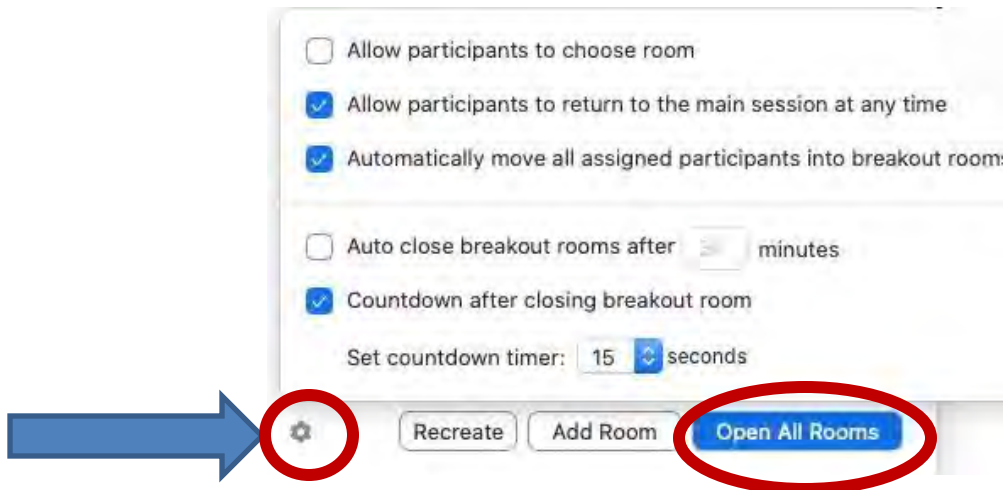 Allow participants to choose room
Allow participants to return to the main session at any time
Automatically move all assigned participants into breakout rooms
Auto close breakout rooms after minutes
Countdown after closing breakout room
Set countdown timer: 15 seconds
Recreate Add Room Open All Rooms